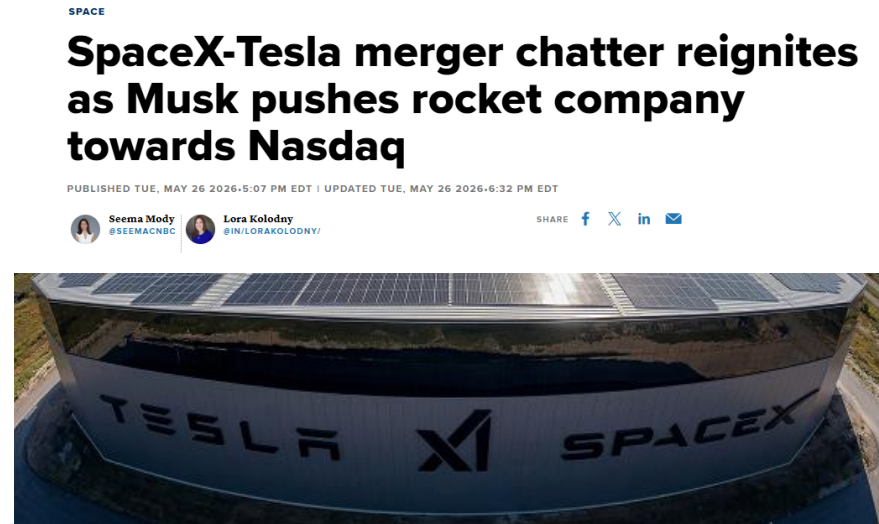 SPACE
SpaceX-Tesla merger chatter reignites
as Musk pushes rocket company
towards Nasdaq
PUBLISHED TUE, MAY 26 2026•5:07 PM EDT | UPDATED TUE, MAY 26 2026•6:32 PM EDT
Seema Mody
@SEEMACNBC
Lora Kolodny
@IN/LORAKOLODNY/
SHARE
TESLA XI SPACEX